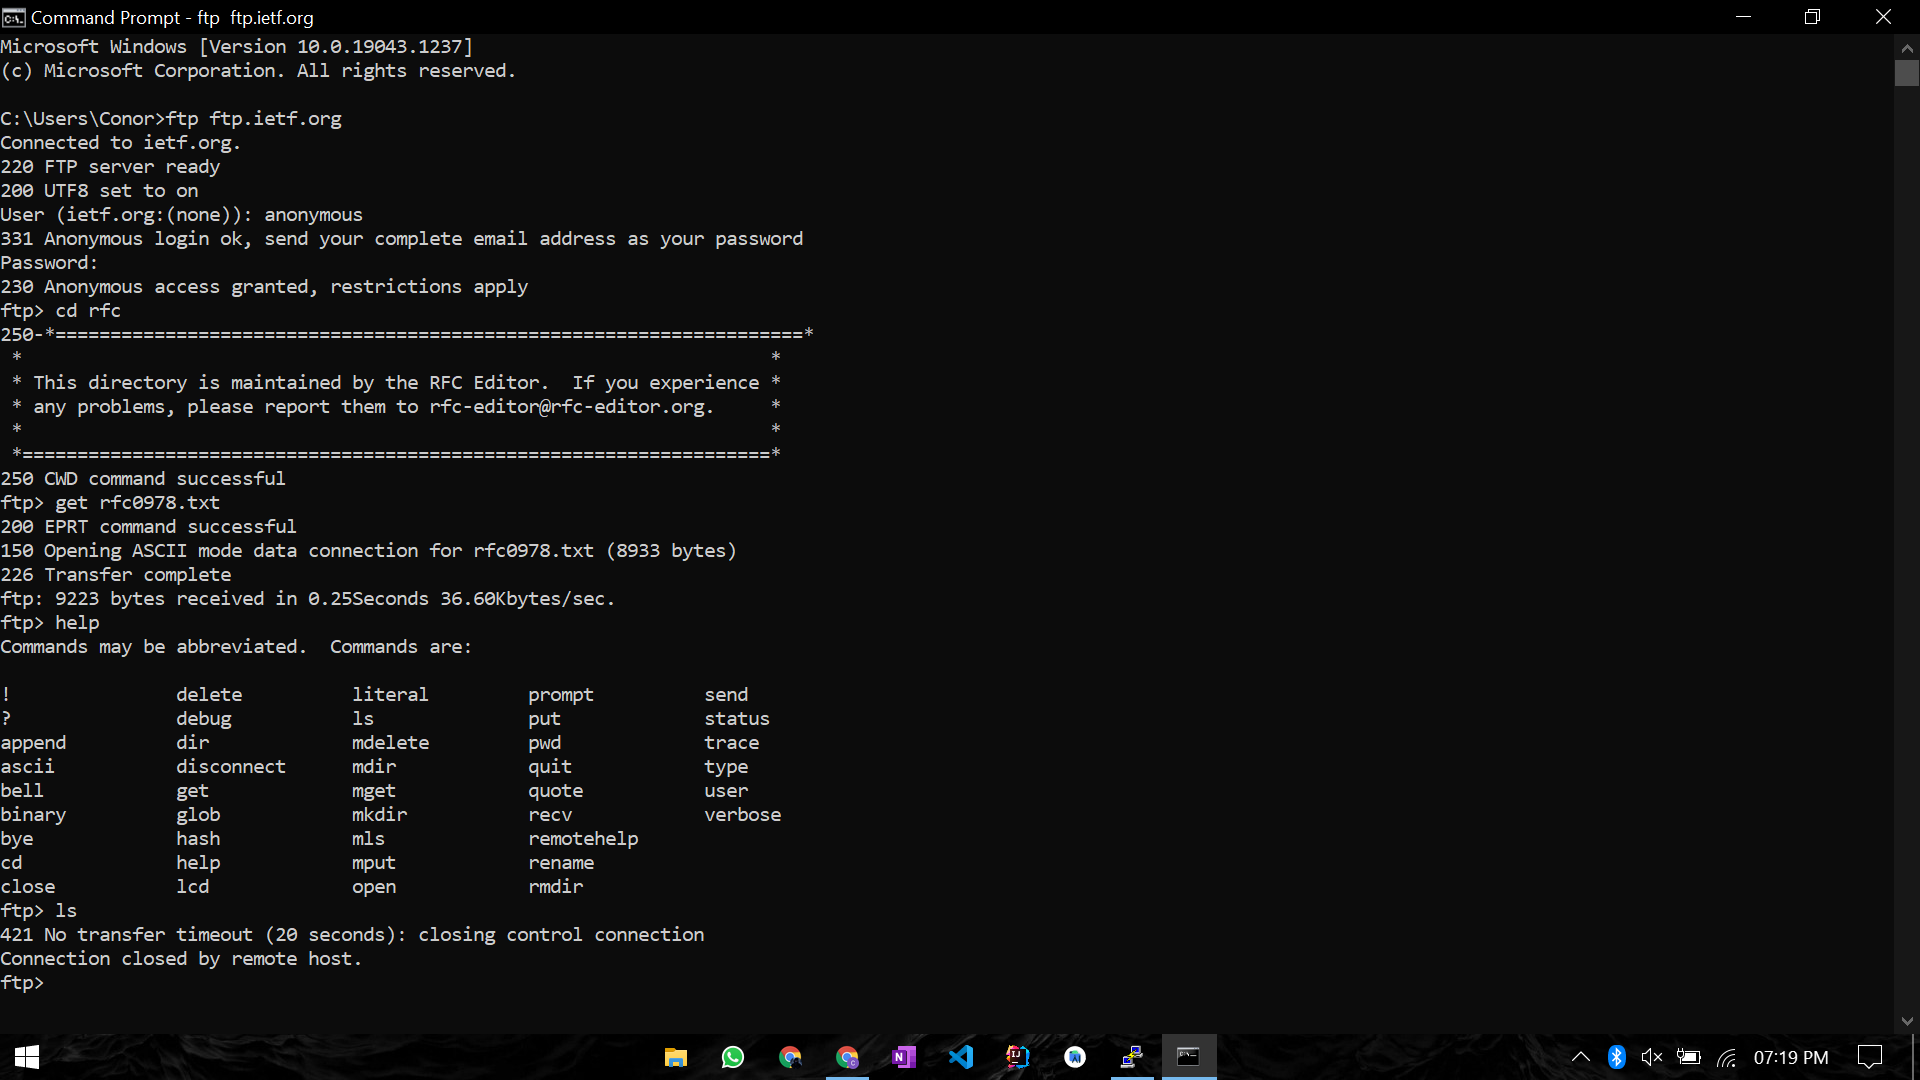 Command Prompt - ftp  ftp.ietf.org
Microsoft Windows [Version 10.0.19043.1237]
(c) Microsoft Corporation. All rights reserved.
C:\Users\Conor>ftp ftp.ietf.org
Connected to ietf.org.
220 FTP server ready
200 UTF8 set to on
User (ietf.org:(none)): anonymous
331 Anonymous login ok, send your complete email address as your password
Password:
230 Anonymous access granted, restrictions apply
ftp> cd rfc
250-*====================================================================*
 *                                                                     *
 * This directory is maintained by the RFC Editor.  If you experience *
 * any problems, please report them to rfc-editor@rfc-editor.org.      *
 *                                                                     *
 *====================================================================*
250 CWD command successful
ftp> get rfc0978.txt
200 EPRT command successful
150 Opening ASCII mode data connection for rfc0978.txt (8933 bytes)
226 Transfer complete
ftp: 9223 bytes received in 0.25Seconds 36.60Kbytes/sec.
ftp> help
Commands may be abbreviated.  Commands are:
!               delete          literal         prompt          send
?               debug           ls              put             status
append          dir             mdelete         pwd             trace
ascii           disconnect      mdir            quit            type
bell            get             mget            quote           user
binary          glob            mkdir           recv            verbose
bye             hash            mls             remotehelp
cd              help            mput            rename
close           lcd             open            rmdir
ftp> ls
421 No transfer timeout (20 seconds): closing control connection
Connection closed by remote host.
ftp>
07:19 PM